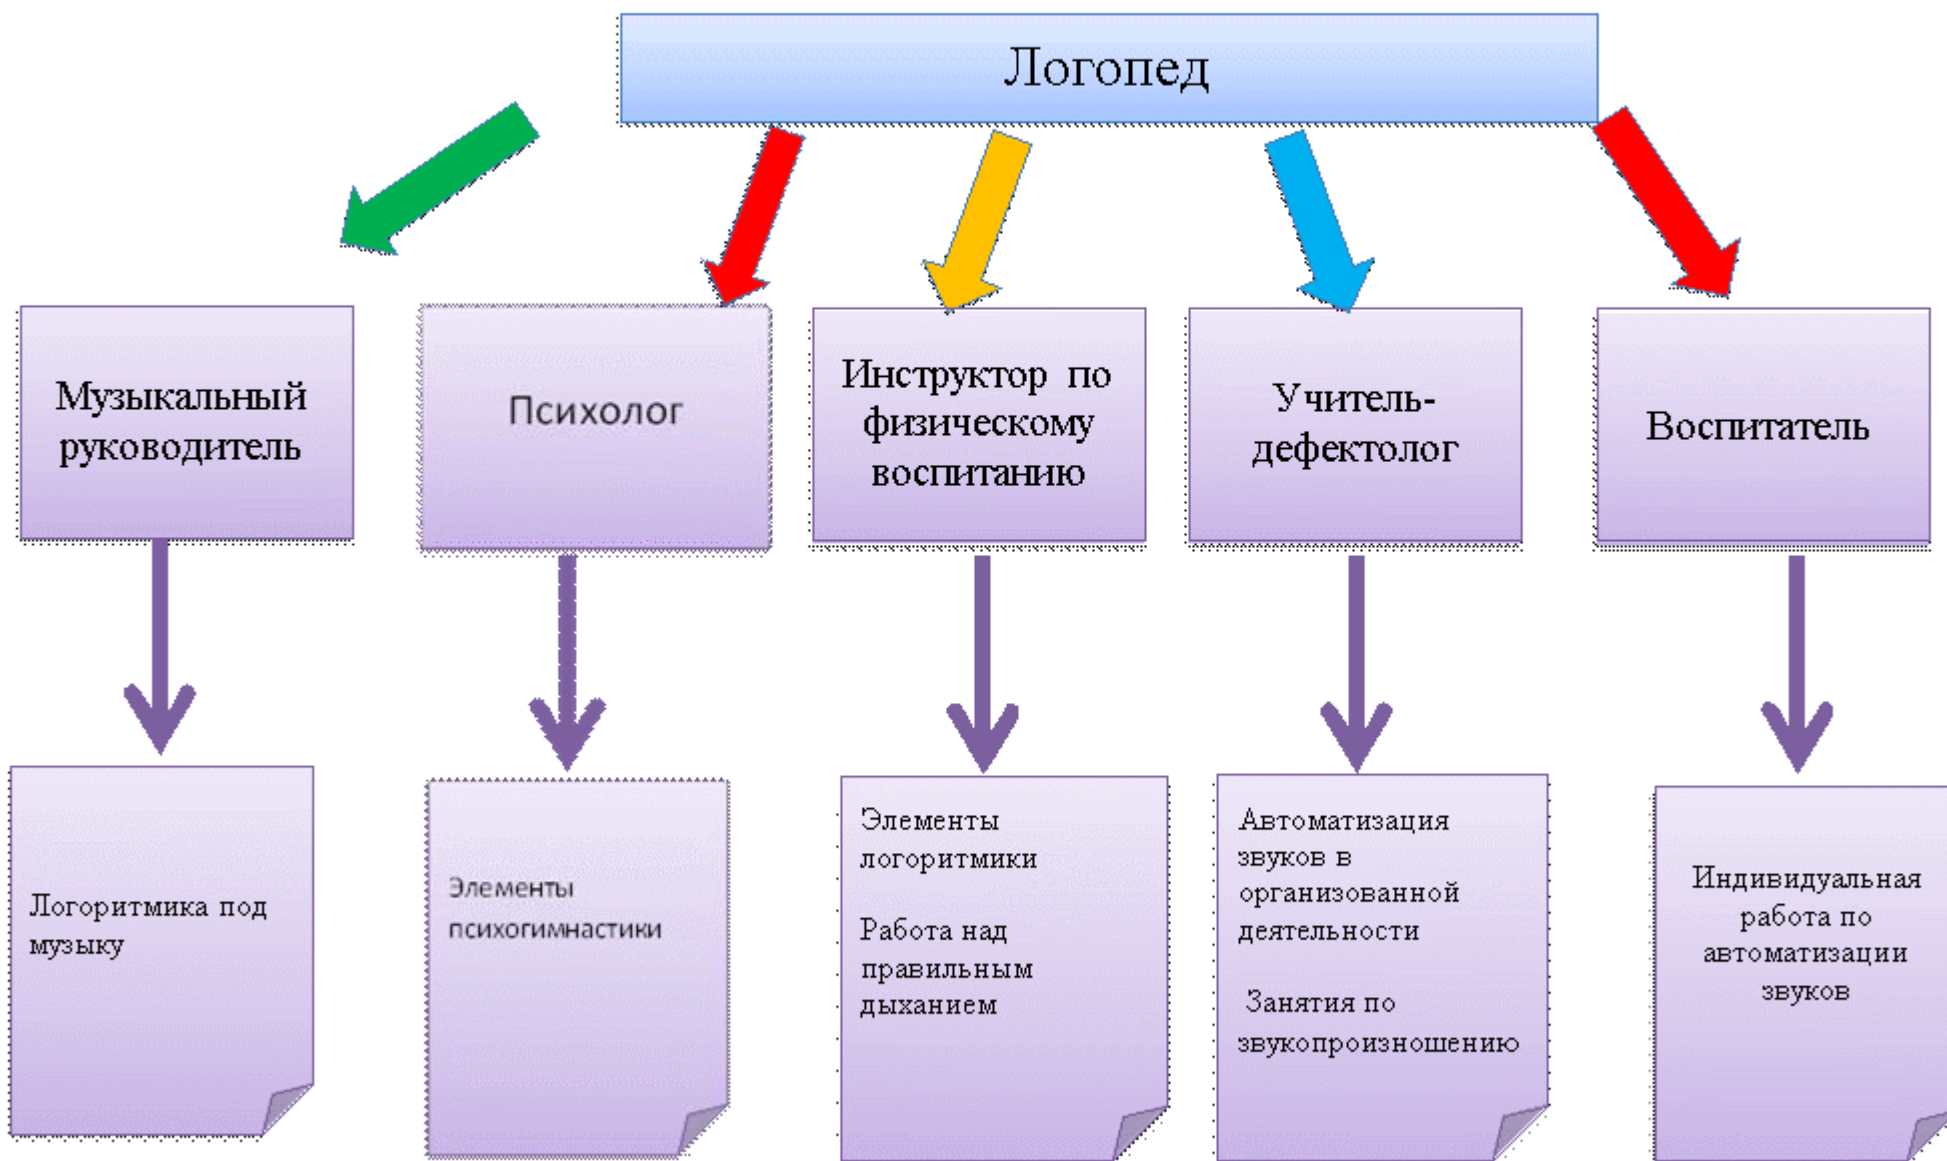 Логопед
Музыкальный
руководитель
Психолог
Инструктор по
физическому
воспитанию
Учитель-
дефектолог
Воспитатель
Логоритмика под
музыку
Элементы
психогимнастики
Элементы
логоритмики
Работа над
правильным
дыханием
Автоматизация
звуков в
организованной
деятельности
Занятия по
звукопроизношению
Индивидуальная
работа по
автоматизации
звуков